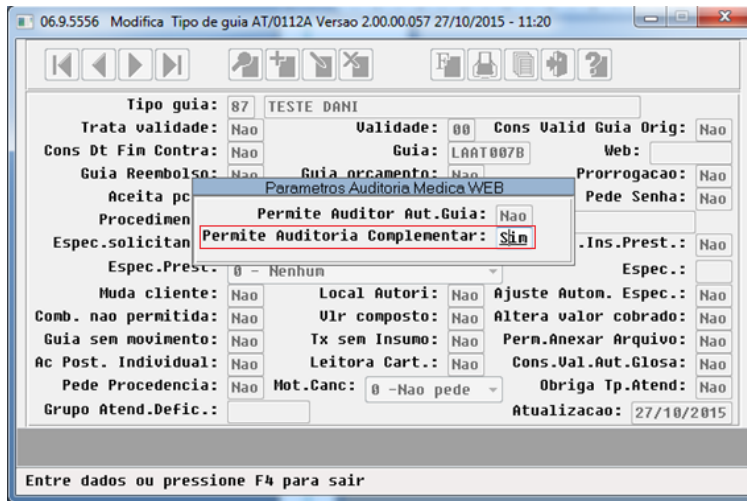 06.9.5556 Modifica Tipo de guia AT/0112A Versao 2.00.00.057 27/10/2015 - 11:20
Tipo guia: 87 TESTE DANI
Trata validade: Nao Validade: 00 Cons Valid Guia Orig: Nao
Cons Dt Fim Contra: Nao Guia: LAAT007B Web:
Guia Reembolso: Nao Guia orcamento: Nao Prorrogacao: Nao
Parametros Auditoria Medica WEB
Aceita pc Pede Senha: Nao
Permite Auditor Aut.Guia: Nao
Procedimen
Permite Auditoria Complementar: Sim
Espec.solicitan .Ins.Prest.: Nao
Espec.Prest.: 0 - Nenhum Espec.:
Muda cliente: Nao Local Autori: Nao Ajuste Autom. Espec.: Nao
Comb. nao permitida: Nao Vlr composto: Nao Altera valor cobrado: Nao
Guia sem movimento: Nao Tx sem Insumo: Nao Perm.Anexar Arquivo: Nao
Ac Post. Individual: Nao Leitora Cart.: Nao Cons.Val.Aut.Glosa: Nao
Pede Procedencia: Nao Mot.Canc: 0 -Nao pede Obriga Tp.Atend: Nao
Grupo Atend.Defic.: Atualizacao: 27/10/2015
Entre dados ou pressione F4 para sair